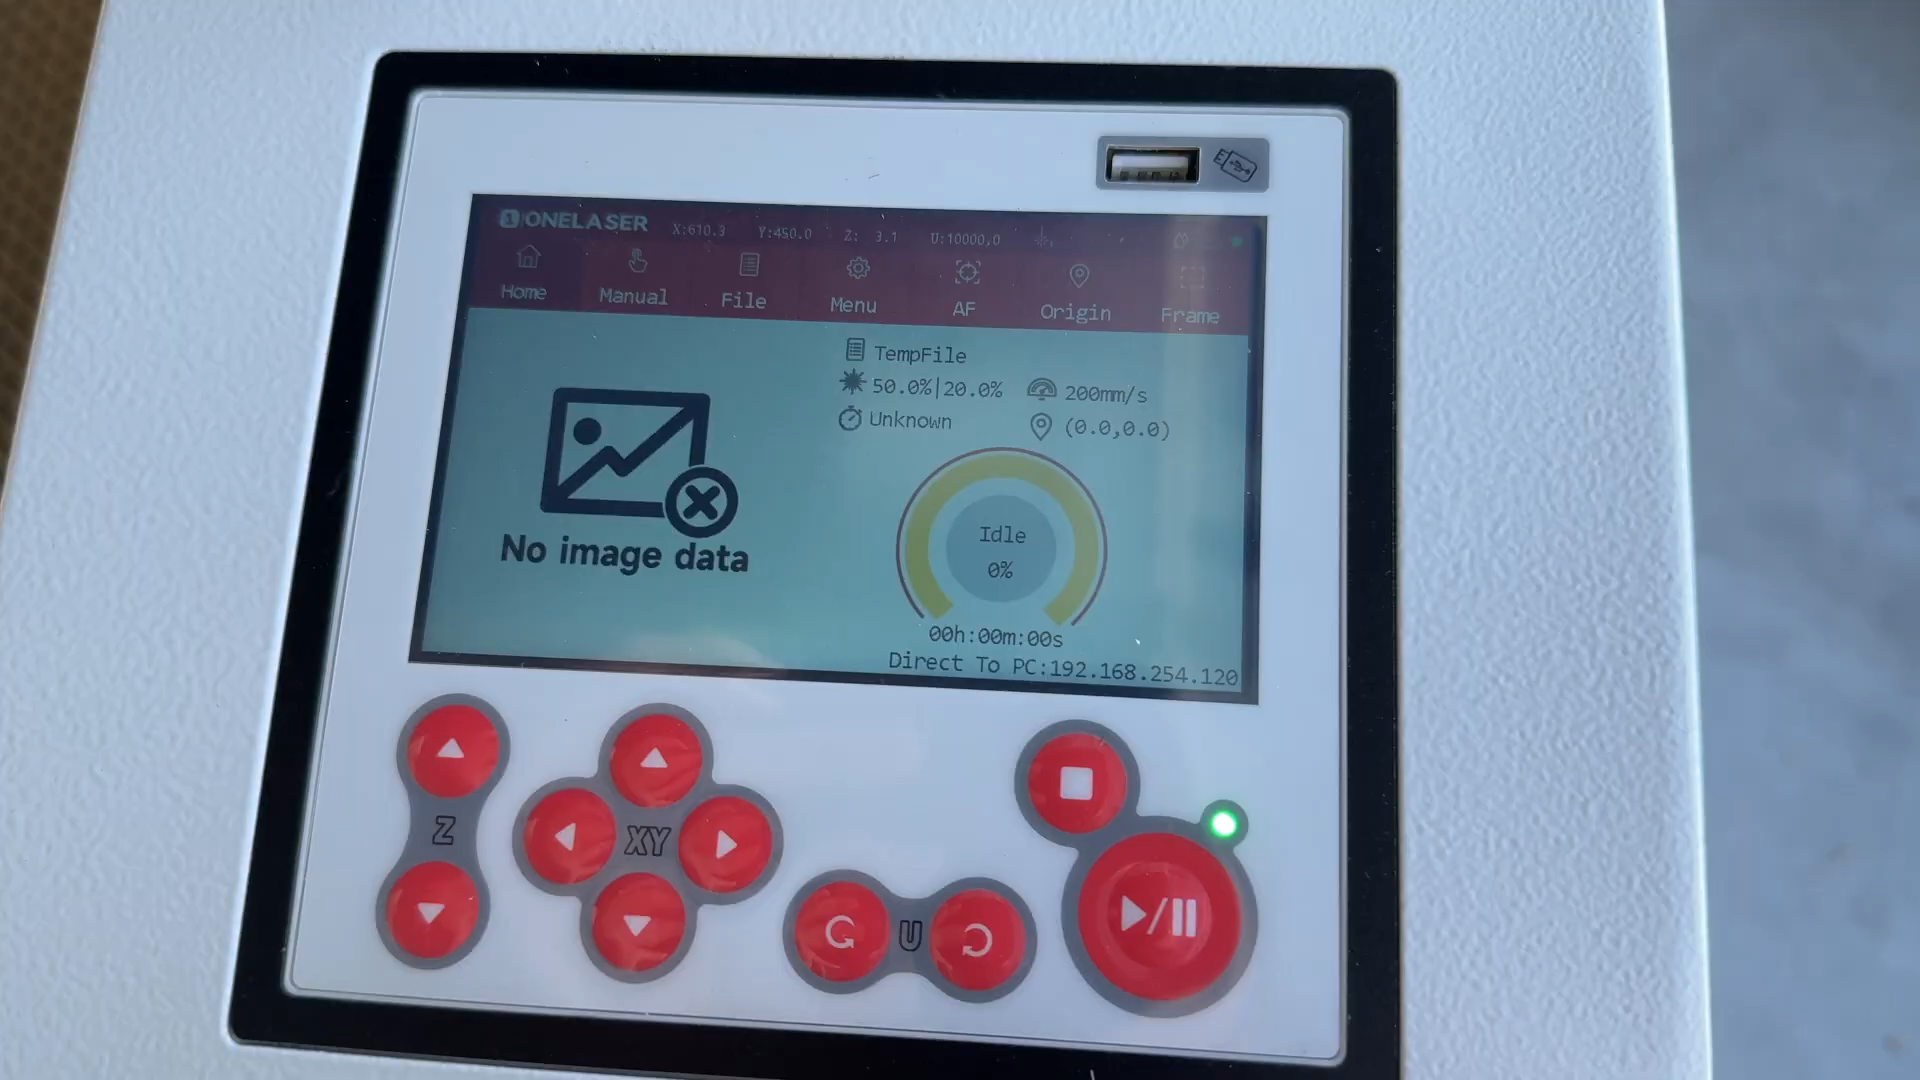 ONELASER X:610.3 Y:450.0 Z: 3.1 U:10000,0
Home Manual File Menu AF Origin Frame
TempFile
50.0%|20.0% 200mm/s
Unknown (0.0,0.0)
No image data
Idle
0%
00h:00m:00s
Direct To PC:192.168.254.120
Z
XY
U